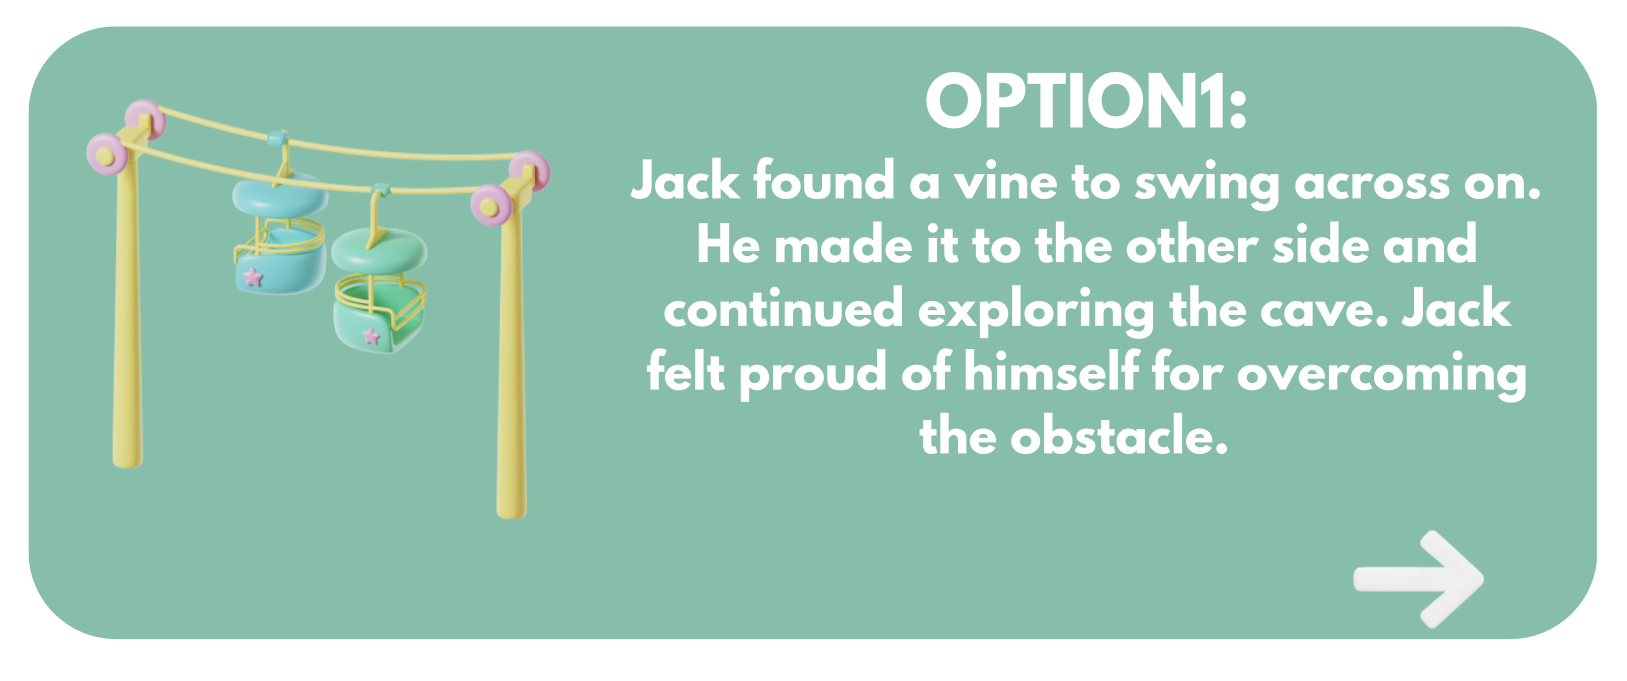 OPTION1:
Jack found a vine to swing across on.
He made it to the other side and
continued exploring the cave. Jack
felt proud of himself for overcoming
the obstacle.